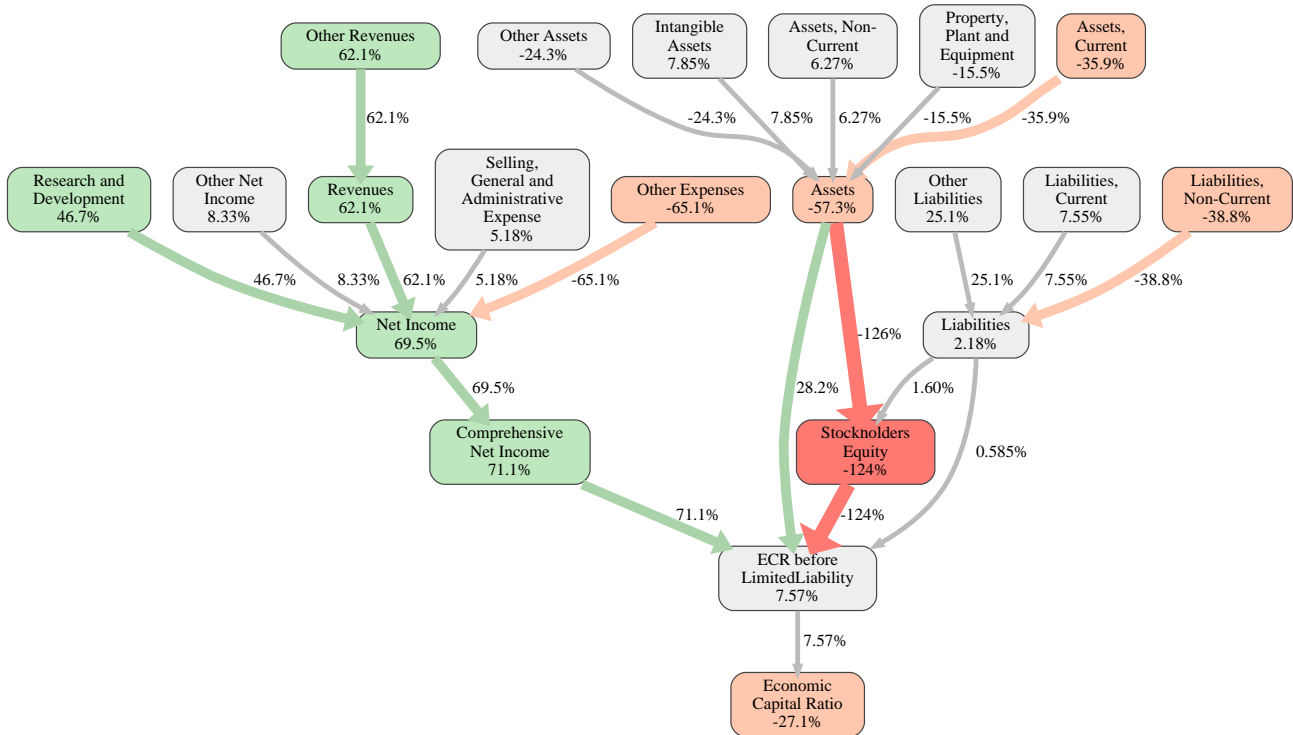 Other Revenues
62.1%
Other Assets
-24.3%
Intangible
Assets
7.85%
Assets, Non-
Current
6.27%
Property,
Plant and
Equipment
-15.5%
Assets,
Current
-35.9%
62.1%
-24.3%
7.85%
6.27%
-15.5%
-35.9%
Research and
Development
46.7%
Other Net
Income
8.33%
Revenues
62.1%
Selling,
General and
Administrative
Expense
5.18%
Other Expenses
-65.1%
Assets
-57.3%
Other
Liabilities
25.1%
Liabilities,
Current
7.55%
Liabilities,
Non-Current
-38.8%
46.7%
8.33%
62.1%
5.18%
-65.1%
25.1%
7.55%
-38.8%
Net Income
69.5%
-126%
Liabilities
2.18%
69.5%
28.2%
1.60%
Comprehensive
Net Income
71.1%
Stockholders
Equity
-124%
0.585%
71.1%
-124%
ECR before
LimitedLiability
7.57%
7.57%
Economic
Capital Ratio
-27.1%